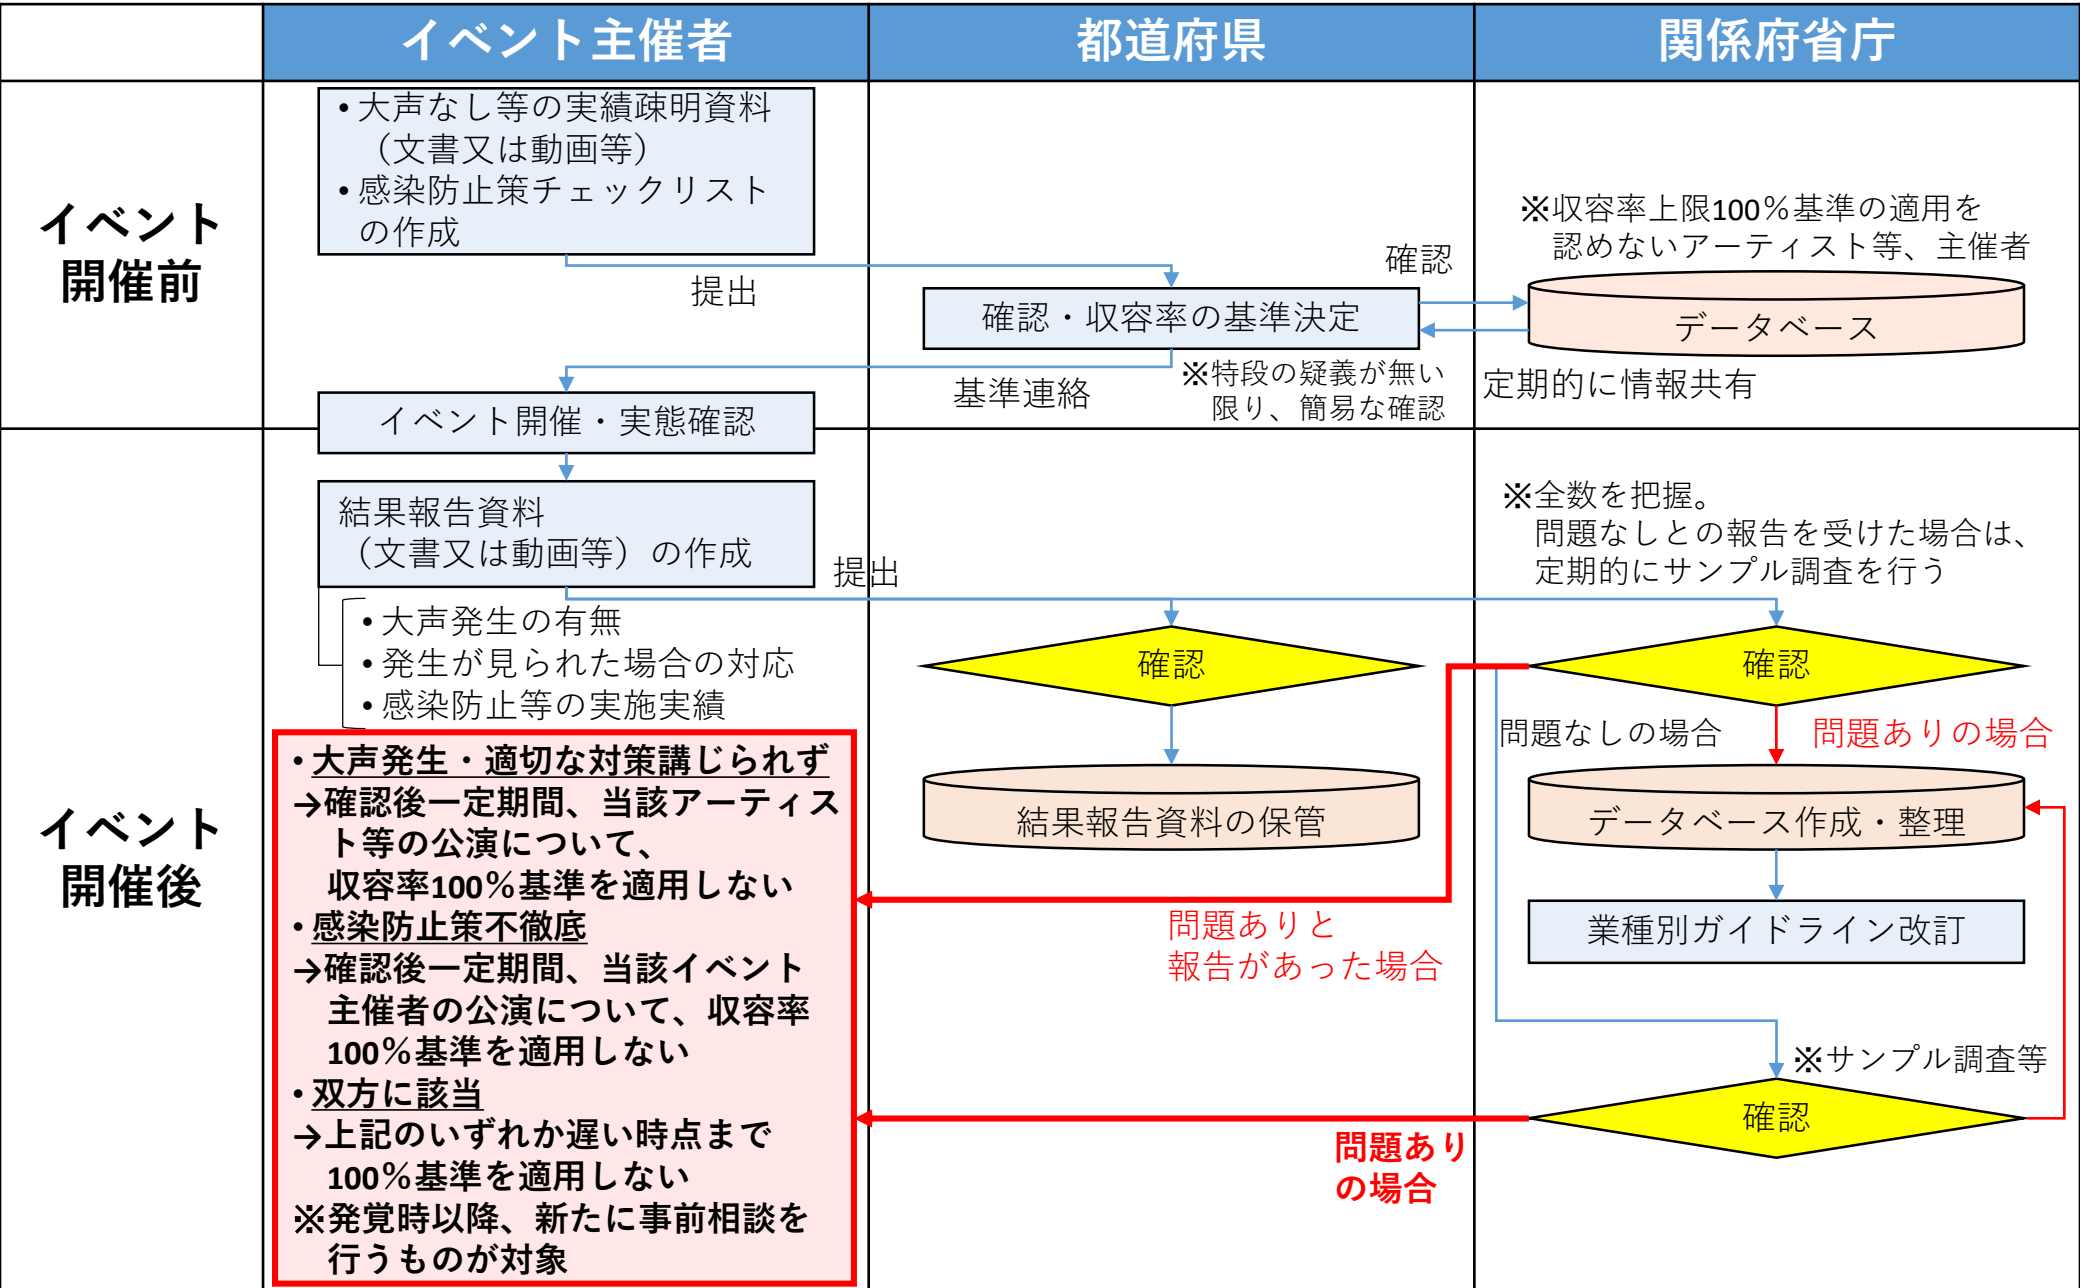 イベント主催者
都道府県
関係府省庁
イベント
開催前
• 大声なし等の実績疎明資料
（文書又は動画等）
• 感染防止策チェックリスト
の作成
提出
確認・収容率の基準決定
確認
※収容率上限100％基準の適用を
認めないアーティスト等、主催者
データベース
定期的に情報共有
※特段の疑義が無い
限り、簡易な確認
基準連絡
イベント開催・実態確認
イベント
開催後
結果報告資料
（文書又は動画等）の作成
提出
• 大声発生の有無
• 発生が見られた場合の対応
• 感染防止等の実施実績
※全数を把握。
問題なしとの報告を受けた場合は、
定期的にサンプル調査を行う
確認
確認
問題なしの場合
問題ありの場合
結果報告資料の保管
データベース作成・整理
業種別ガイドライン改訂
問題ありと
報告があった場合
※サンプル調査等
確認
問題あり
の場合
• 大声発生・適切な対策講じられず
→確認後一定期間、当該アーティス
ト等の公演について、
収容率100％基準を適用しない
• 感染防止策不徹底
→確認後一定期間、当該イベント
主催者の公演について、収容率
100％基準を適用しない
• 双方に該当
→上記のいずれか遅い時点まで
100％基準を適用しない
※発覚時以降、新たに事前相談を
行うものが対象